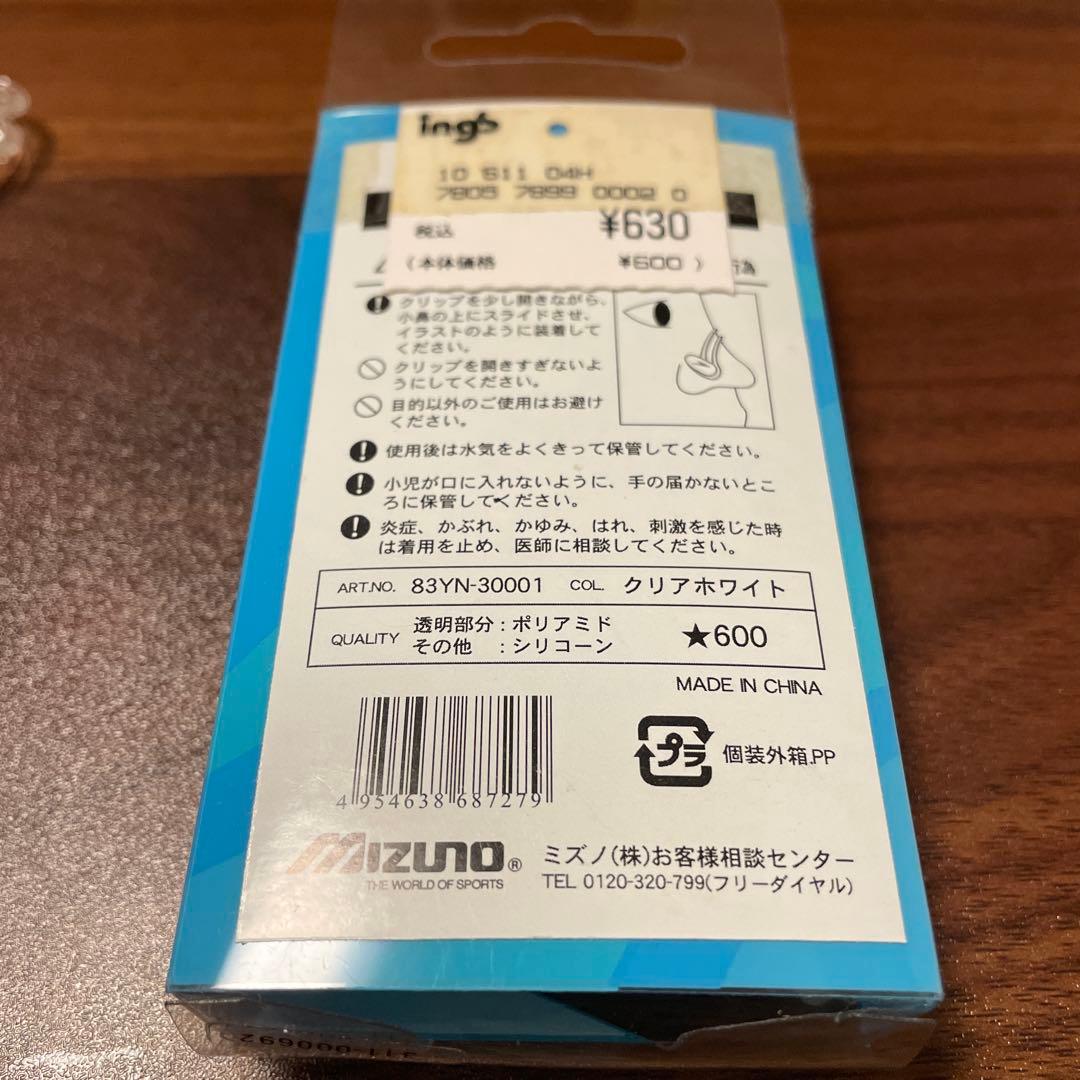 ing's
10 S11 04H
7805 7899 0002 0
税込 ¥630
(本体価格 ¥600)
クリップを少し開きながら、
小鼻の上にスライドさせ、
イラストのように装着して
ください。
クリップを開きすぎないよ
うにしてください。
目的以外のご使用はお避け
ください。
使用後は水気をよくきって保管してください。
小児が口に入れないように、手の届かないとこ
ろに保管してください。
炎症、かぶれ、かゆみ、はれ、刺激を感じた時
は着用を止め、医師に相談してください。
ART.NO. 83YN-30001 COL. クリアホワイト
QUALITY 透明部分:ポリアミド ★600
その他 :シリコーン
MADE IN CHINA
プラ 個装外箱.PP
4 954638 687279
MIZUNO®
THE WORLD OF SPORTS
ミズノ(株)お客様相談センター
TEL 0120-320-799(フリーダイヤル)